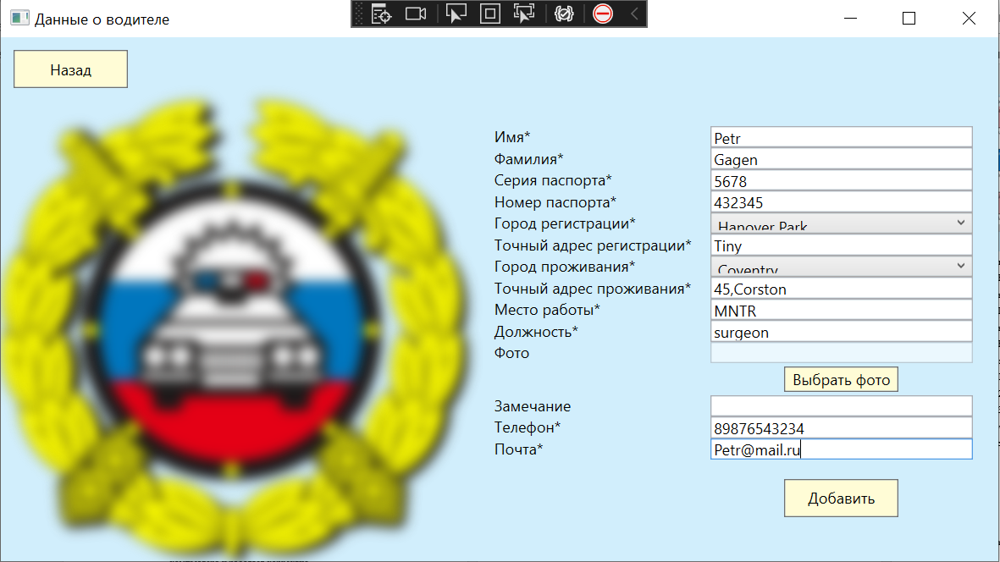 Данные о водителе
Назад
Имя* Petr
Фамилия* Gagen
Серия паспорта* 5678
Номер паспорта* 432345
Город регистрации* Hanover Park
Точный адрес регистрации* Tiny
Город проживания* Coventry
Точный адрес проживания* 45,Corston
Место работы* MNTR
Должность* surgeon
Фото
Выбрать фото
Замечание
Телефон* 89876543234
Почта* Petr@mail.ru
Добавить